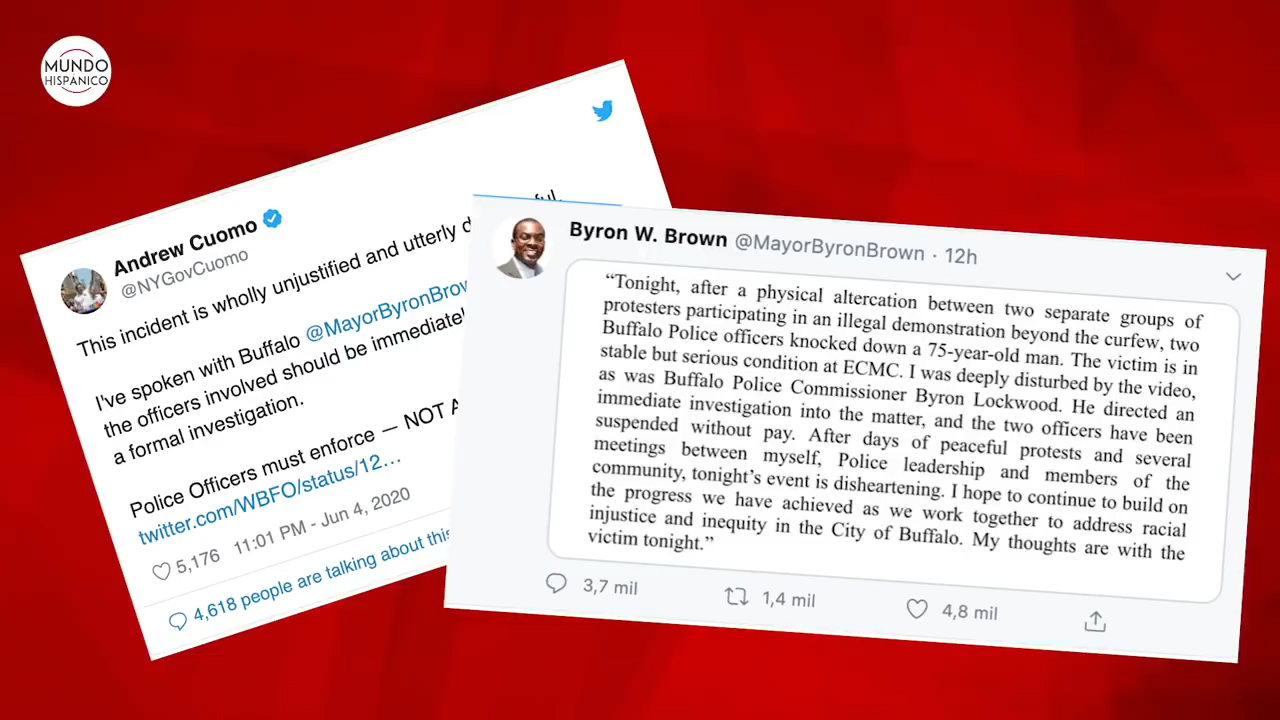 MUNDO
HISPANICO
Andrew Cuomo
@NYGovCuomo
This incident is wholly unjustified and utterly
I've spoken with Buffalo @MayorByronBrow
the officers involved should be immediatel
a formal investigation.
Police Officers must enforce — NOT A
twitter.com/WBFO/status/12…
5,176 11:01 PM - Jun 4, 2020
4,618 people are talking about this
Byron W. Brown @MayorByronBrown · 12h
“Tonight, after a physical altercation between two separate groups of
protesters participating in an illegal demonstration beyond the curfew, two
Buffalo Police officers knocked down a 75-year-old man. The victim is in
stable but serious condition at ECMC. I was deeply disturbed by the video,
as was Buffalo Police Commissioner Byron Lockwood. He directed an
immediate investigation into the matter, and the two officers have been
suspended without pay. After days of peaceful protests and several
meetings between myself, Police leadership and members of the
community, tonight’s event is disheartening. I hope to continue to build on
the progress we have achieved as we work together to address racial
injustice and inequity in the City of Buffalo. My thoughts are with the
victim tonight.”
3,7 mil 1,4 mil 4,8 mil